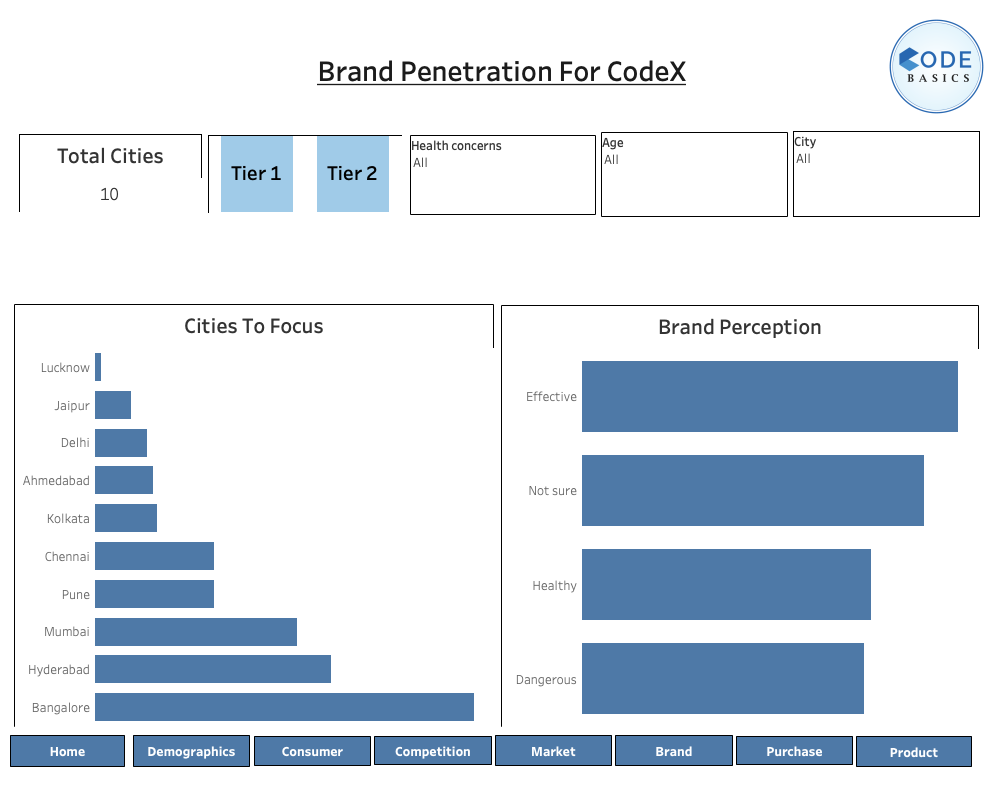 Brand Penetration For CodeX
CODE
BASICS
Total Cities
10
Tier 1
Tier 2
Health concerns
All
Age
All
City
All
Cities To Focus
Lucknow
Jaipur
Delhi
Ahmedabad
Kolkata
Chennai
Pune
Mumbai
Hyderabad
Bangalore
Brand Perception
Effective
Not sure
Healthy
Dangerous
Home
Demographics
Consumer
Competition
Market
Brand
Purchase
Product